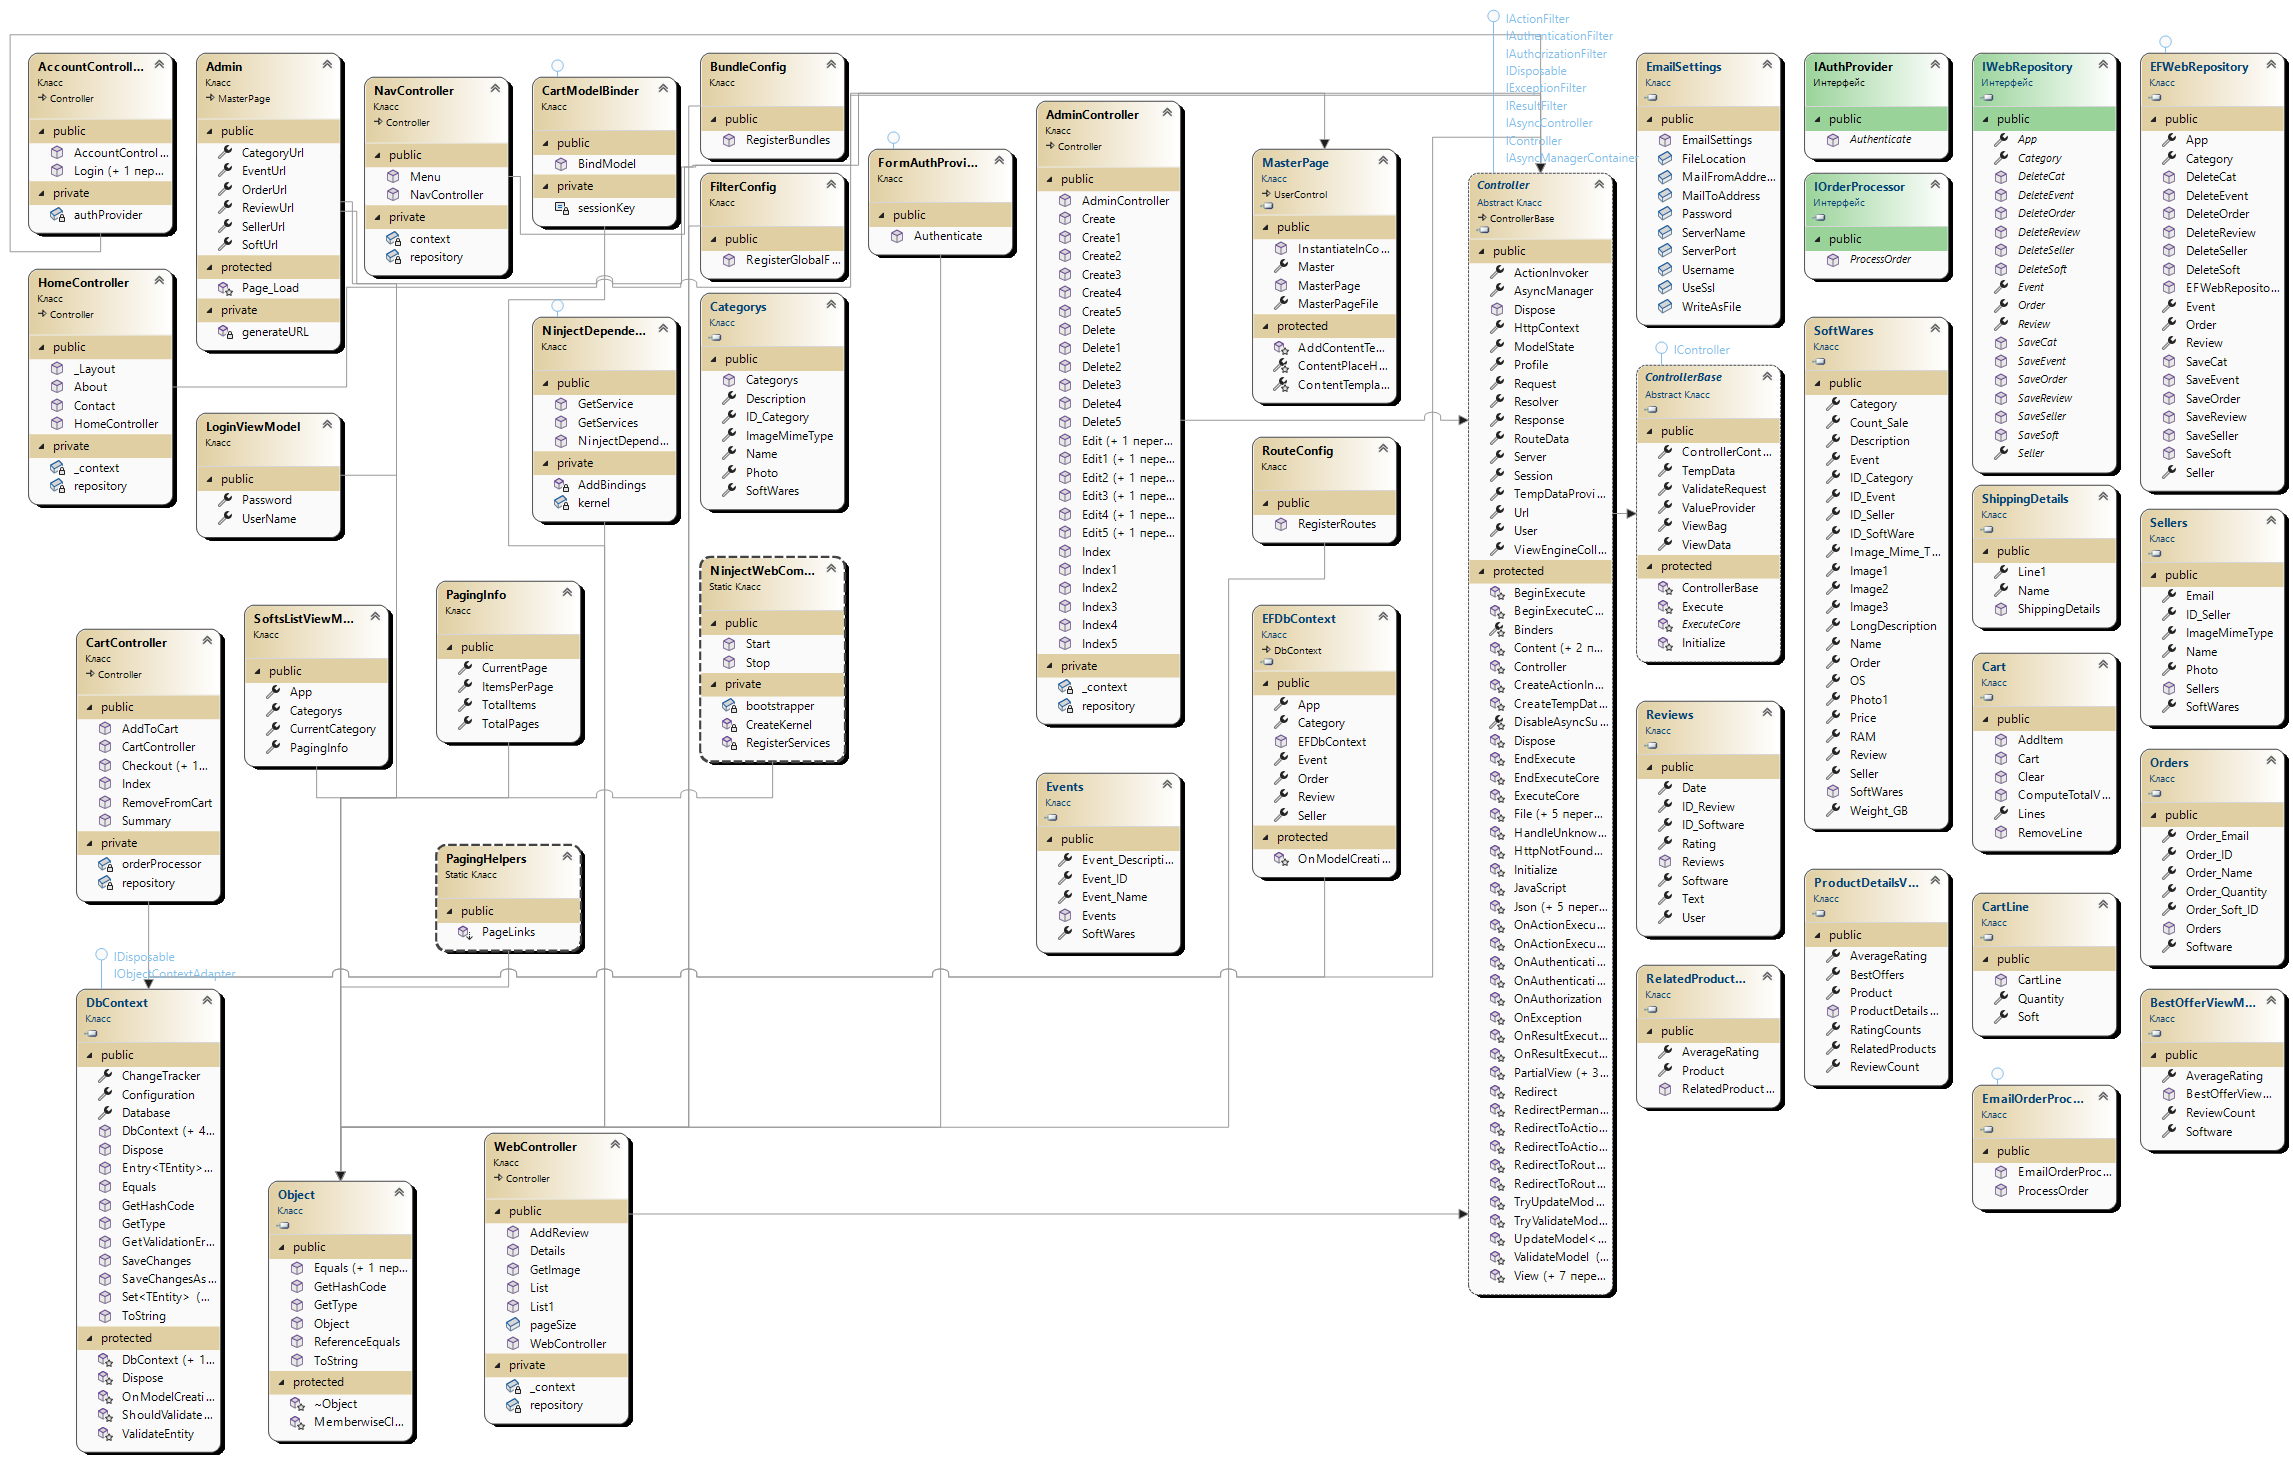 AccountControll...
Класс
Controller
public
AccountControl...
Login (+ 1 пер...
private
authProvider
HomeController
Класс
Controller
public
_Layout
About
Contact
HomeController
private
_context
repository
Admin
Класс
MasterPage
public
CategoryUrl
EventUrl
OrderUrl
ReviewUrl
SellerUrl
SoftUrl
protected
Page_Load
private
generateURL
LoginViewModel
Класс
public
Password
UserName
NavController
Класс
Controller
public
Menu
NavController
private
context
repository
CartModelBinder
Класс
public
BindModel
private
sessionKey
NinjectDepende...
Класс
public
GetService
GetServices
NinjectDepend...
private
AddBindings
kernel
BundleConfig
Класс
public
RegisterBundles
FilterConfig
Класс
public
RegisterGlobalF...
Categorys
Класс
public
Categorys
Description
ID_Category
ImageMimeType
Name
Photo
SoftWares
NinjectWebCom...
Static Класс
public
Start
Stop
private
bootstrapper
CreateKernel
RegisterServices
FormAuthProvi...
Класс
public
Authenticate
CartController
Класс
Controller
public
AddToCart
CartController
Checkout (+ 1...
Index
RemoveFromCart
Summary
private
orderProcessor
repository
SoftsListViewM...
Класс
public
App
Categorys
CurrentCategory
PagingInfo
PagingInfo
Класс
public
CurrentPage
ItemsPerPage
TotalItems
TotalPages
PagingHelpers
Static Класс
public
PageLinks
IDisposable
IObjectContextAdapter
DbContext
Класс
public
ChangeTracker
Configuration
Database
DbContext (+ 4...
Dispose
Entry<TEntity>...
Equals
GetHashCode
GetType
GetValidationEr...
SaveChanges
SaveChangesAs...
Set<TEntity> (...
ToString
protected
DbContext (+ 1...
Dispose
OnModelCreati...
ShouldValidate...
ValidateEntity
Object
Класс
public
Equals (+ 1 пер...
GetHashCode
GetType
Object
ReferenceEquals
ToString
protected
~Object
MemberwiseCl...
WebController
Класс
Controller
public
AddReview
Details
GetImage
List
List1
pageSize
WebController
private
_context
repository
AdminController
Класс
Controller
public
AdminController
Create
Create1
Create2
Create3
Create4
Create5
Delete
Delete1
Delete2
Delete3
Delete4
Delete5
Edit (+ 1 перег...
Edit1 (+ 1 пере...
Edit2 (+ 1 пере...
Edit3 (+ 1 пере...
Edit4 (+ 1 пере...
Edit5 (+ 1 пере...
Index
Index1
Index2
Index3
Index4
Index5
private
_context
repository
Events
Класс
public
Event_Descripti...
Event_ID
Event_Name
Events
SoftWares
MasterPage
Класс
UserControl
public
InstantiateInCo...
Master
MasterPage
MasterPageFile
protected
AddContentTe...
ContentPlaceH...
ContentTempla...
RouteConfig
Класс
public
RegisterRoutes
EFDbContext
Класс
DbContext
public
App
Category
EFDbContext
Event
Order
Review
Seller
protected
OnModelCreati...
IActionFilter
IAuthenticationFilter
IAuthorizationFilter
IDisposable
IExceptionFilter
IResultFilter
IAsyncController
IController
IAsyncManagerContainer
Controller
Abstract Класс
ControllerBase
public
ActionInvoker
AsyncManager
Dispose
HttpContext
ModelState
Profile
Request
Resolver
Response
RouteData
Server
Session
TempDataProvi...
Url
User
ViewEngineColl...
protected
BeginExecute
BeginExecuteC...
Binders
Content (+ 2 п...
Controller
CreateActionIn...
CreateTempDat...
DisableAsyncSu...
Dispose
EndExecute
EndExecuteCore
ExecuteCore
File (+ 5 перег...
HandleUnknow...
HttpNotFound...
Initialize
JavaScript
Json (+ 5 перег...
OnActionExecu...
OnActionExecu...
OnAuthenticati...
OnAuthenticati...
OnAuthorization
OnException
OnResultExecut...
OnResultExecut...
PartialView (+ 3...
Redirect
RedirectPerman...
RedirectToActio...
RedirectToActio...
RedirectToRout...
RedirectToRout...
TryUpdateMod...
TryValidateMod...
UpdateModel<...
ValidateModel (...
View (+ 7 пере...
EmailSettings
Класс
public
EmailSettings
FileLocation
MailFromAddre...
MailToAddress
Password
ServerName
ServerPort
Username
UseSsl
WriteAsFile
IController
ControllerBase
Abstract Класс
public
ControllerCont...
TempData
ValidateRequest
ValueProvider
ViewBag
ViewData
protected
ControllerBase
Execute
ExecuteCore
Initialize
Reviews
Класс
public
Date
ID_Review
ID_Software
Rating
Reviews
Software
Text
User
RelatedProduct...
Класс
public
AverageRating
Product
RelatedProduct...
IAuthProvider
Интерфейс
public
Authenticate
IOrderProcessor
Интерфейс
public
ProcessOrder
SoftWares
Класс
public
Category
Count_Sale
Description
Event
ID_Category
ID_Event
ID_Seller
ID_SoftWare
Image_Mime_T...
Image1
Image2
Image3
LongDescription
Name
Order
OS
Photo1
Price
RAM
Review
Seller
SoftWares
Weight_GB
ProductDetailsV...
Класс
public
AverageRating
BestOffers
Product
ProductDetails...
RatingCounts
RelatedProducts
ReviewCount
IWebRepository
Интерфейс
public
App
Category
DeleteCat
DeleteEvent
DeleteOrder
DeleteReview
DeleteSeller
DeleteSoft
Event
Order
Review
SaveCat
SaveEvent
SaveOrder
SaveReview
SaveSeller
SaveSoft
Seller
ShippingDetails
Класс
public
Line1
Name
ShippingDetails
Cart
Класс
public
AddItem
Cart
Clear
ComputeTotalV...
Lines
RemoveLine
CartLine
Класс
public
CartLine
Quantity
Soft
EmailOrderProc...
Класс
public
EmailOrderProc...
ProcessOrder
EFWebRepository
Класс
public
App
Category
DeleteCat
DeleteEvent
DeleteOrder
DeleteReview
DeleteSeller
DeleteSoft
EFWebReposito...
Event
Order
Review
SaveCat
SaveEvent
SaveOrder
SaveReview
SaveSeller
SaveSoft
Seller
Sellers
Класс
public
Email
ID_Seller
ImageMimeType
Name
Photo
Sellers
SoftWares
Orders
Класс
public
Order_Email
Order_ID
Order_Name
Order_Quantity
Order_Soft_ID
Orders
Software
BestOfferViewM...
Класс
public
AverageRating
BestOfferView...
ReviewCount
Software